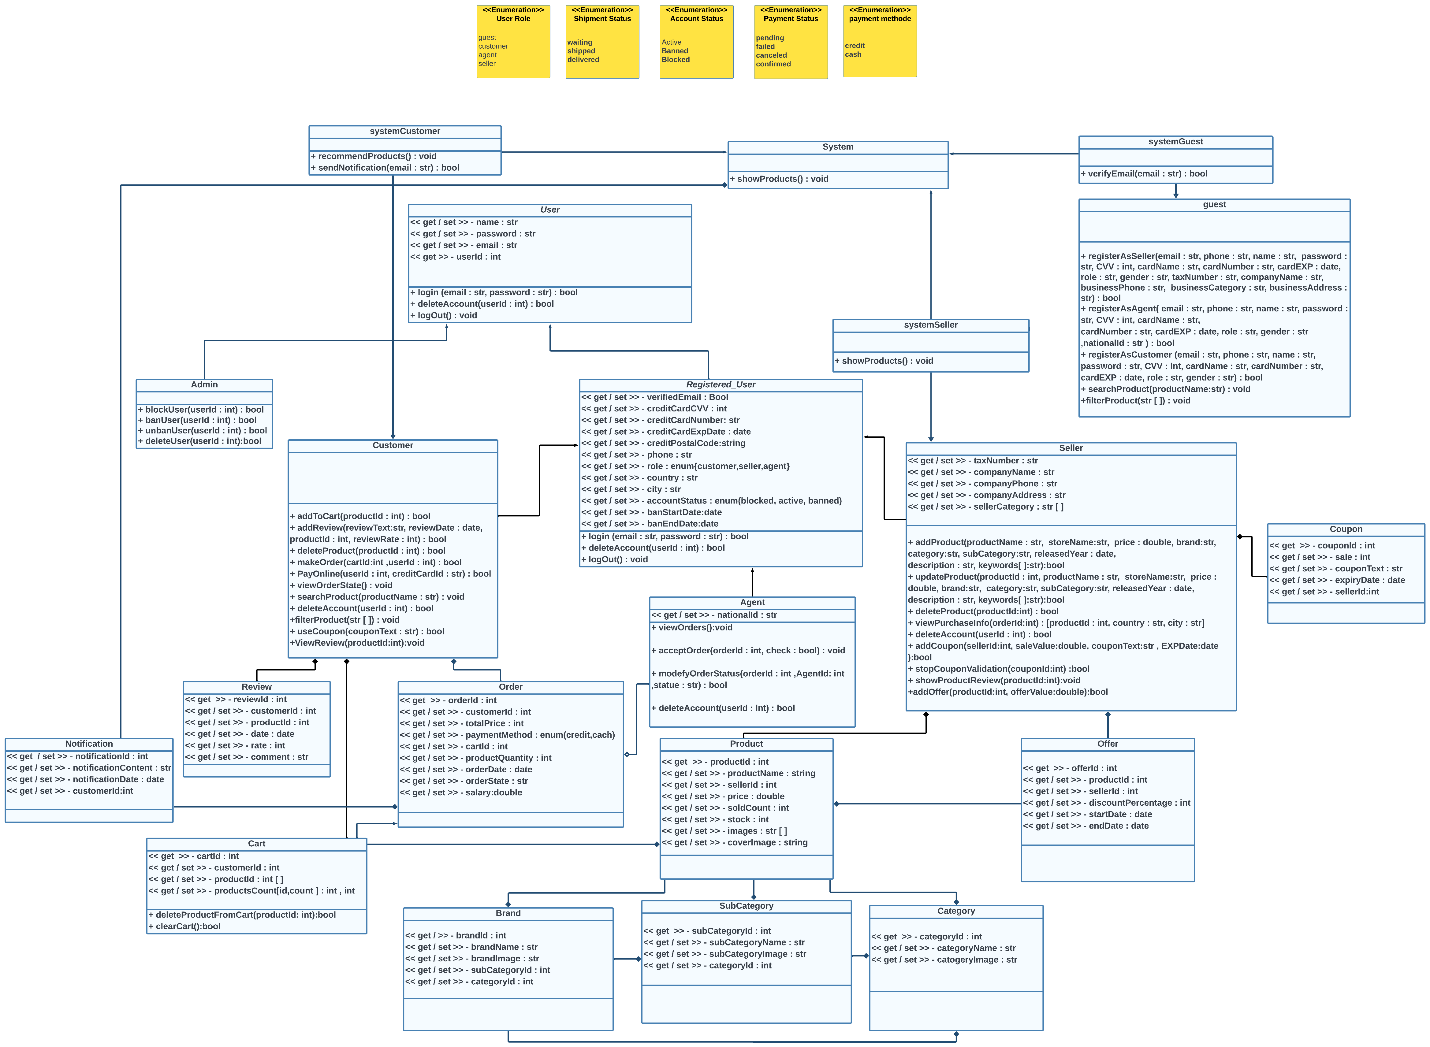 <<Enumeration>>
User Role
guest
customer
agent
seller
<<Enumeration>>
Shipment Status
waiting
shipped
delivered
<<Enumeration>>
Account Status
Active
Banned
Blocked
<<Enumeration>>
Payment Status
pending
failed
canceled
confirmed
<<Enumeration>>
payment methode
credit
cash
systemCustomer
+ recommendProducts() : void
+ sendNotification(email : str) : bool
System
+ showProducts() : void
systemGuest
+ verifyEmail(email : str) : bool
User
<< get / set >> - name : str
<< get / set >> - password : str
<< get / set >> - email : str
<< get >> - userId : int
+ login (email : str, password : str) : bool
+ deleteAccount(userId : int) : bool
+ logOut() : void
guest
+ registerAsSeller(email : str, phone : str, name : str,  password :
str, CVV : int, cardName : str, cardNumber : str, cardEXP : date,
role : str, gender : str, taxNumber : str, companyName : str,
businessPhone : str,  businessCategory : str, businessAddress :
str) : bool
+ registerAsAgent( email : str, phone : str, name : str, password :
str, CVV : int, cardName : str,
cardNumber : str, cardEXP : date, role : str, gender : str
,nationalId : str ) : bool
+ registerAsCustomer (email : str, phone : str, name : str,
password : str, CVV : int, cardName : str, cardNumber : str,
cardEXP : date, role : str, gender : str) : bool
+ searchProduct(productName:str) : void
+filterProduct(str [ ]) : void
systemSeller
+ showProducts() : void
Admin
+ blockUser(userId : int) : bool
+ banUser(userId : int) : bool
+ unbanUser(userId : int) : bool
+ deleteUser(userId : int):bool
Registered_User
<< get / set >> - verifiedEmail : Bool
<< get / set >> - creditCardCVV : int
<< get / set >> - creditCardNumber: str
<< get / set >> - creditCardExpDate : date
<< get / set >> - creditPostalCode:string
<< get / set >> - phone : str
<< get / set >> - role : enum{customer,seller,agent}
<< get / set >> - country : str
<< get / set >> - city : str
<< get / set >> - accountStatus : enum(blocked, active, banned)
<< get / set >> - banStartDate:date
<< get / set >> - banEndDate:date
+ login (email : str, password : str) : bool
+ deleteAccount(userId : int) : bool
+ logOut() : void
Customer
+ addToCart(productId : int) : bool
+ addReview(reviewText:str, reviewDate : date,
productId : int, reviewRate : int) : bool
+ deleteProduct(productId : int) : bool
+ makeOrder(cartId:int ,userId : int) : bool
+ PayOnline(userId : int, creditCardId : str) : bool
+ viewOrderState() : void
+ searchProduct(productName : str) : void
+ deleteAccount(userId : int) : bool
+filterProduct(str [ ]) : void
+ useCoupon(couponText : str) : bool
+ViewReview(productId:int):void
Seller
<< get / set >> - taxNumber : str
<< get / set >> - companyName : str
<< get / set >> - companyPhone : str
<< get / set >> - companyAddress : str
<< get / set >> - sellerCategory : str [ ]
+ addProduct(productName : str,  storeName:str,  price : double, brand:str,
category:str, subCategory:str, releasedYear : date,
description : str, keywords[ ]:str):bool
+ updateProduct(productId : int, productName : str,  storeName:str,  price :
double, brand:str,  category:str, subCategory:str, releasedYear : date,
description : str, keywords[ ]:str):bool
+ deleteProduct(productId:int) : bool
+ viewPurchaseInfo(orderId:int) : [productId : int, country : str, city : str]
+ deleteAccount(userId : int) : bool
+ addCoupon(sellerId:int, saleValue:double, couponText:str , EXPDate:date
):bool
+ stopCouponValidation(couponId:int) :bool
+ showProductReview(productId:int):void
+addOffer(productId:int, offerValue:double):bool
Coupon
<< get  >> - couponId : int
<< get / set >> - sale : int
<< get / set >> - couponText : str
<< get / set >> - expiryDate : date
<< get / set >> - sellerId:int
Agent
<< get / set >> - nationalId : str
+ viewOrders():void
+ acceptOrder(orderId : int, check : bool) : void
+ modefyOrderStatus(orderId : int ,AgentId: int
,statue : str) : bool
+ deleteAccount(userId : int) : bool
Review
<< get  >> - reviewId : int
<< get / set >> - customerId : int
<< get / set >> - productId : int
<< get / set >> - date : date
<< get / set >> - rate : int
<< get / set >> - comment : str
Order
<< get  >> - orderId : int
<< get / set >> - customerId : int
<< get / set >> - totalPrice : int
<< get / set >> - paymentMethod : enum(credit,cach)
<< get / set >> - cartId : int
<< get / set >> - productQuantity : int
<< get / set >> - orderDate : date
<< get / set >> - orderState : str
<< get / set >> - salary:double
Notification
<< get  / set >> - notificationId : int
<< get / set >> - notificationContent : str
<< get / set >> - notificationDate : date
<< get / set >> - customerId:int
Product
<< get  >> - productId : int
<< get / set >> - productName : string
<< get / set >> - sellerId : int
<< get / set >> - price : double
<< get / set >> - soldCount : int
<< get / set >> - stock : int
<< get / set >> - images : str [ ]
<< get / set >> - coverImage : string
Offer
<< get  >> - offerId : int
<< get / set >> - productId : int
<< get / set >> - sellerId : int
<< get / set >> - discountPercentage : int
<< get / set >> - startDate : date
<< get / set >> - endDate : date
Cart
<< get  >> - cartId : int
<< get / set >> - customerId : int
<< get / set >> - productId : int [ ]
<< get / set >> - productsCount[id,count ] : int , int
+ deleteProductFromCart(productId: int):bool
+ clearCart():bool
Brand
<< get / >> - brandId : int
<< get / set >> - brandName : str
<< get / set >> - brandImage : str
<< get / set >> - subCategoryId : int
<< get / set >> - categoryId : int
SubCategory
<< get  >> - subCategoryId : int
<< get / set >> - subCategoryName : str
<< get / set >> - subCategoryImage : str
<< get / set >> - categoryId : int
Category
<< get  >> - categoryId : int
<< get / set >> - categoryName : str
<< get / set >> - catogeryImage : str